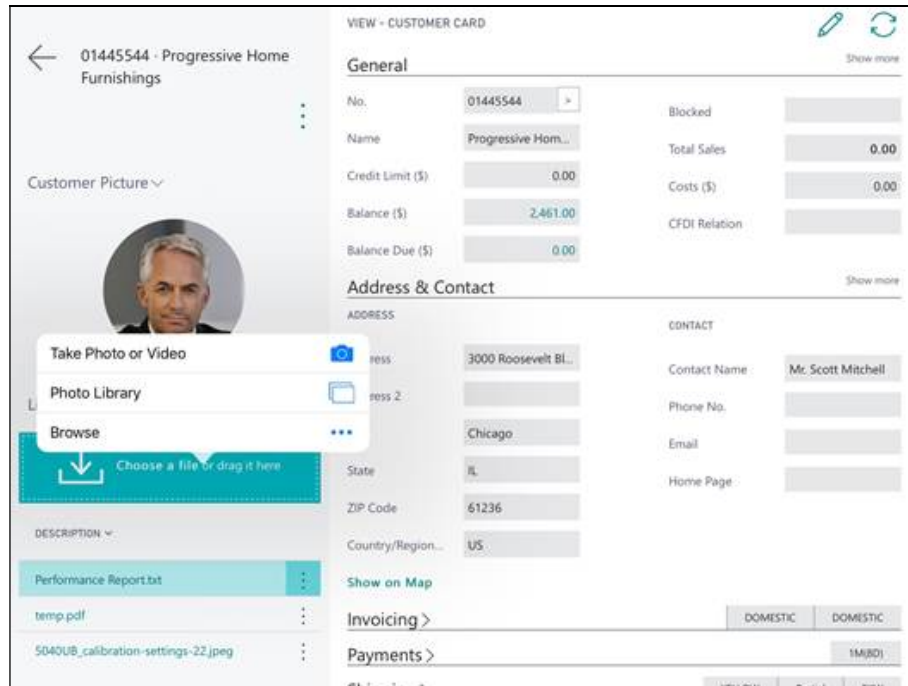 VIEW - CUSTOMER CARD
01445544 · Progressive Home
Furnishings
Customer Picture
Take Photo or Video
Photo Library
Browse
L
Choose a file or drag it here
DESCRIPTION
Performance Report.txt
temp.pdf
5040UB_calibration-settings-22.jpeg
General
Show more
No.
01445544
>
Name
Progressive Hom...
Credit Limit ($)
0.00
Balance ($)
2,461.00
Balance Due ($)
0.00
Blocked
Total Sales
0.00
Costs ($)
0.00
CFDI Relation
Address & Contact
Show more
ADDRESS
ress
3000 Roosevelt Bl...
ress 2
Chicago
State
IL
ZIP Code
61236
Country/Region...
US
Show on Map
CONTACT
Contact Name
Mr. Scott Mitchell
Phone No.
Email
Home Page
Invoicing >
DOMESTIC
DOMESTIC
Payments >
1M(8D)